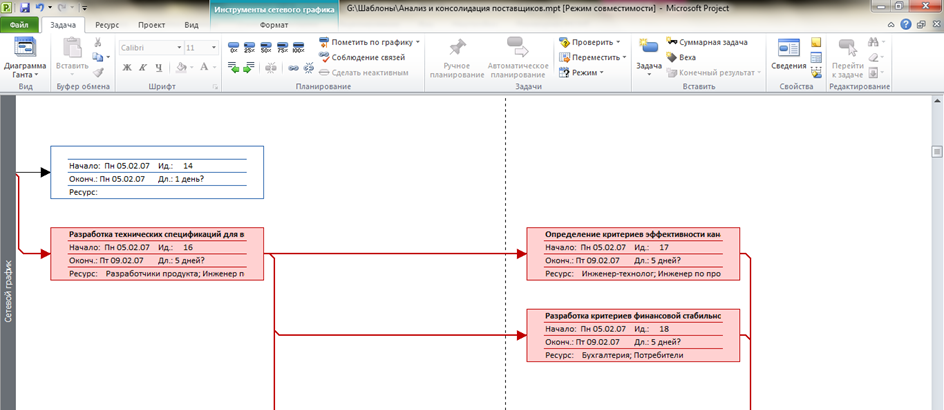 Инструменты сетевого графика
G:\Шаблоны\Анализ и консолидация поставщиков.mpt [Режим совместимости] - Microsoft Project
Файл Задача Ресурс Проект Вид Формат
Диаграмма Ганта
Вид
Вставить
Буфер обмена
Calibri 11
Ж К Ч A
Шрифт
0× 25× 50× 75× 100×
Пометить по графику
Соблюдение связей
Сделать неактивным
Планирование
Ручное планирование
Автоматическое планирование
Проверить
Переместить
Режим
Задачи
Задача
Суммарная задача
Веха
Конечный результат
Вставить
Сведения
Свойства
Перейти к задаче
Редактирование
Сетевой график
Начало: Пн 05.02.07 Ид.: 14
Оконч.: Пн 05.02.07 Дл.: 1 день?
Ресурс:
Разработка технических спецификаций для в
Начало: Пн 05.02.07 Ид.: 16
Оконч.: Пт 09.02.07 Дл.: 5 дней?
Ресурс: Разработчики продукта; Инженер п
Определение критериев эффективности кан
Начало: Пн 05.02.07 Ид.: 17
Оконч.: Пт 09.02.07 Дл.: 5 дней?
Ресурс: Инженер-технолог; Инженер по про
Разработка критериев финансовой стабильнс
Начало: Пн 05.02.07 Ид.: 18
Оконч.: Пт 09.02.07 Дл.: 5 дней?
Ресурс: Бухгалтерия; Потребители